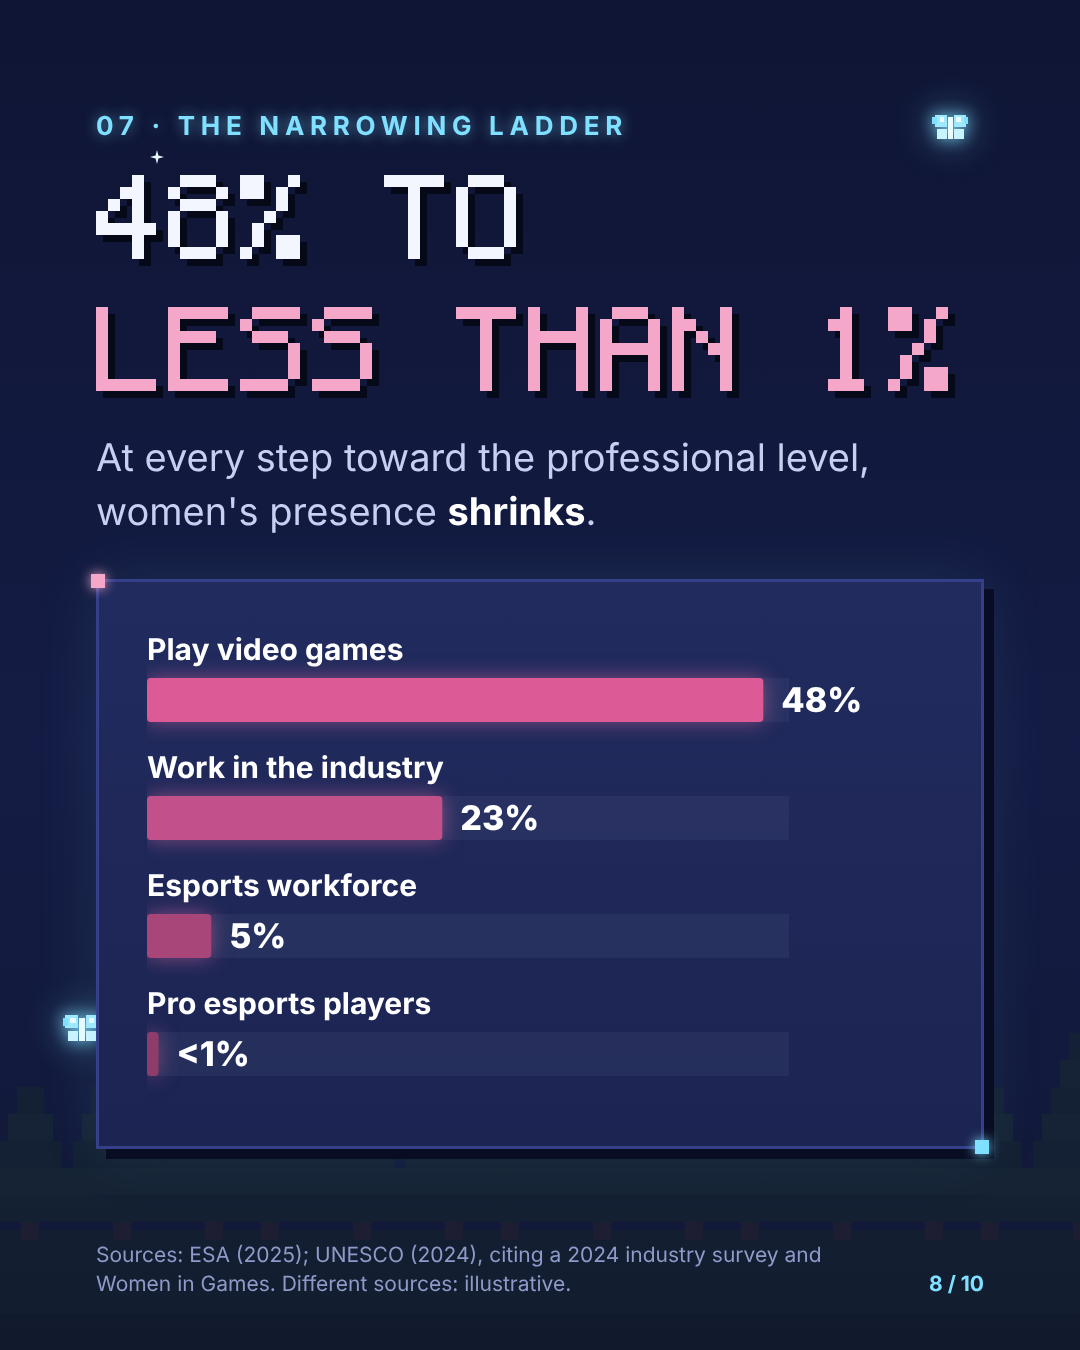 07 · THE NARROWING LADDER
48% TO
LESS THAN 1%
At every step toward the professional level,
women's presence shrinks.
Play video games
48%
Work in the industry
23%
Esports workforce
5%
Pro esports players
<1%
Sources: ESA (2025); UNESCO (2024), citing a 2024 industry survey and
Women in Games. Different sources: illustrative.
8 / 10